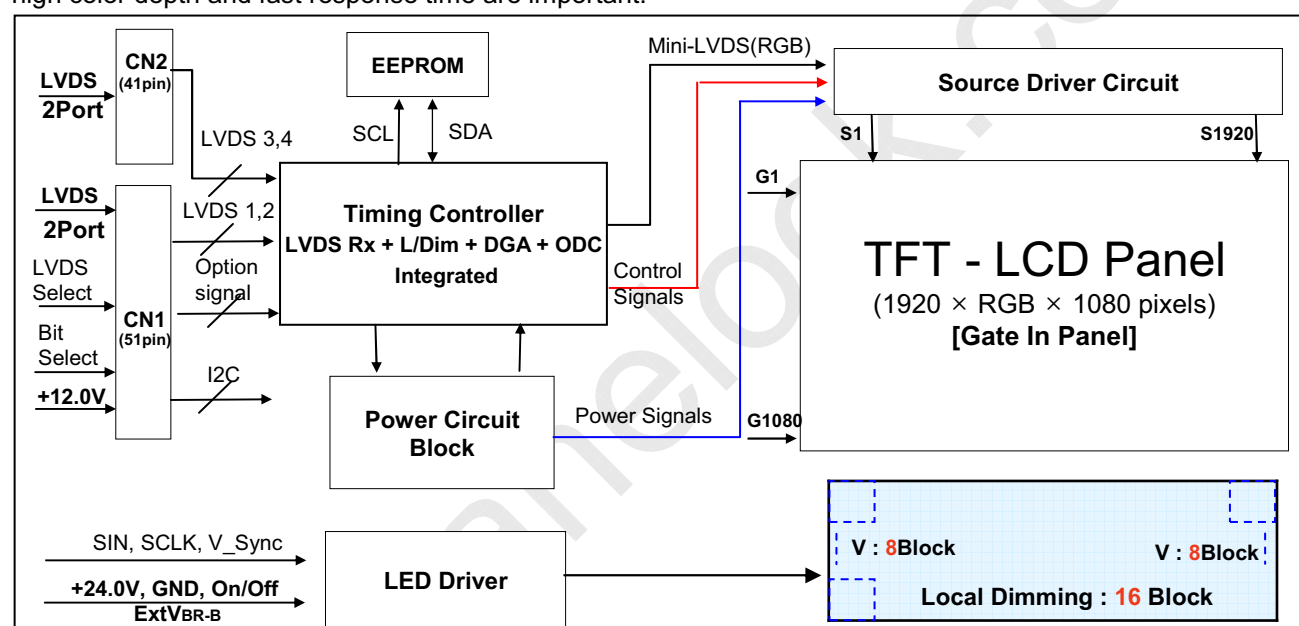 high color depth and fast response time are important.
CN2
(41pin)
LVDS
2Port
LVDS 3,4
EEPROM
SCL
SDA
Mini-LVDS(RGB)
Source Driver Circuit
S1
S1920
G1
LVDS
2Port
LVDS 1,2
LVDS
Select
Option
signal
Bit
Select
CN1
(51pin)
+12.0V
I2C
Timing Controller
LVDS Rx + L/Dim + DGA + ODC
Integrated
Control
Signals
TFT - LCD Panel
(1920 × RGB × 1080 pixels)
[Gate In Panel]
G1080
Power Circuit
Block
Power Signals
SIN, SCLK, V_Sync
+24.0V, GND, On/Off
ExtVBR-B
LED Driver
V : 8Block
V : 8Block
Local Dimming : 16 Block